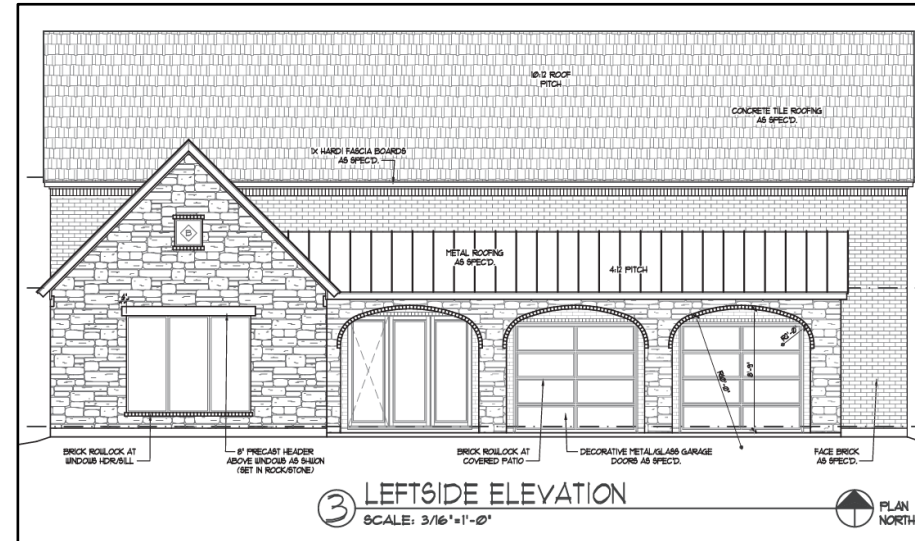 10:12 ROOF
PITCH
CONCRETE TILE ROOFING
AS SPEC'D.
1X HARDI FASCIA BOARDS
AS SPEC'D.
B
METAL ROOFING
AS SPEC'D.
4:12 PITCH
BRICK ROWLOCK AT
WINDOWS HDR/SILL
8" PRECAST HEADER
ABOVE WINDOWS AS SHWON
(SET IN ROCK/STONE)
BRICK ROWLOCK AT
COVERED PATIO
DECORATIVE METAL/GLASS GARAGE
DOORS AS SPEC'D.
FACE BRICK
AS SPEC'D.
3
LEFTSIDE ELEVATION
SCALE: 3/16"=1'-0"
PLAN
NORTH